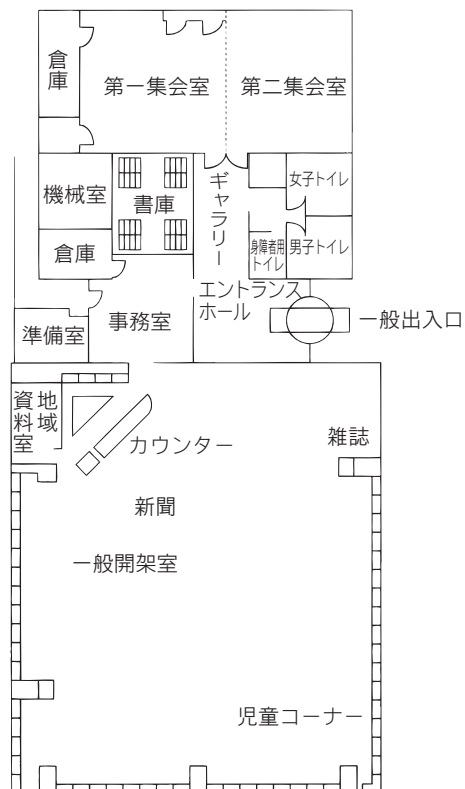 倉庫
第一集会室
第二集会室
機械室
書庫
ギャラリー
女子トイレ
倉庫
身障者用
トイレ
男子トイレ
エントランス
ホール
一般出入口
準備室
事務室
地域
資料室
カウンター
雑誌
新聞
一般開架室
児童コーナー